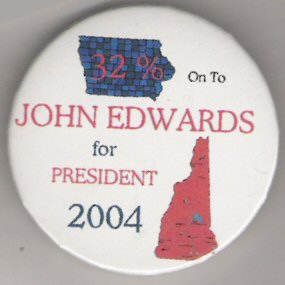 32 %
On To
JOHN EDWARDS
for
PRESIDENT
2004